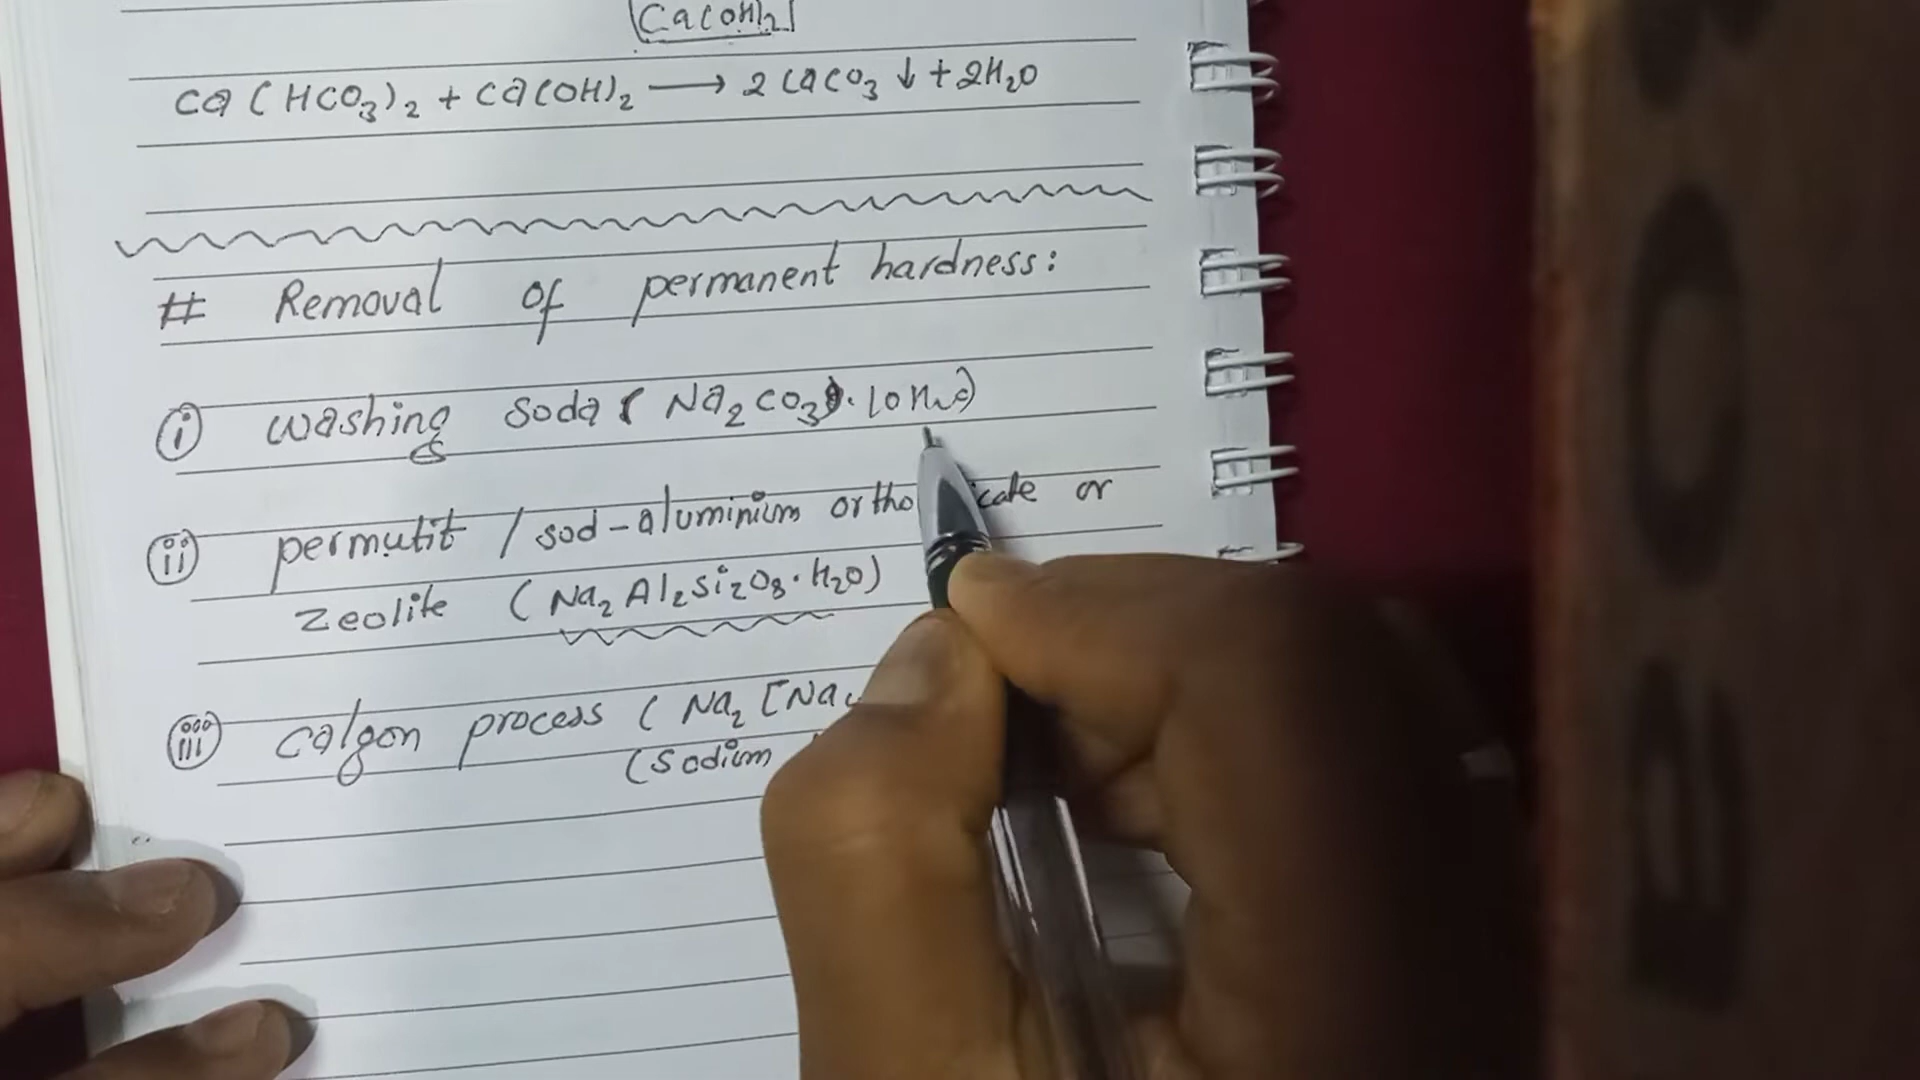 Ca(OH)2
Ca(HCO3)2 + Ca(OH)2 → 2CaCO3 ↓ + 2H2O
# Removal of permanent hardness:
(i) washing soda ( Na2CO3 . 10H2O)
(ii) permutit / sod-aluminium ortho or
zeolite (Na2Al2Si2O8.H2O)
(iii) calgon process ( Na2 [Na
(Sodium